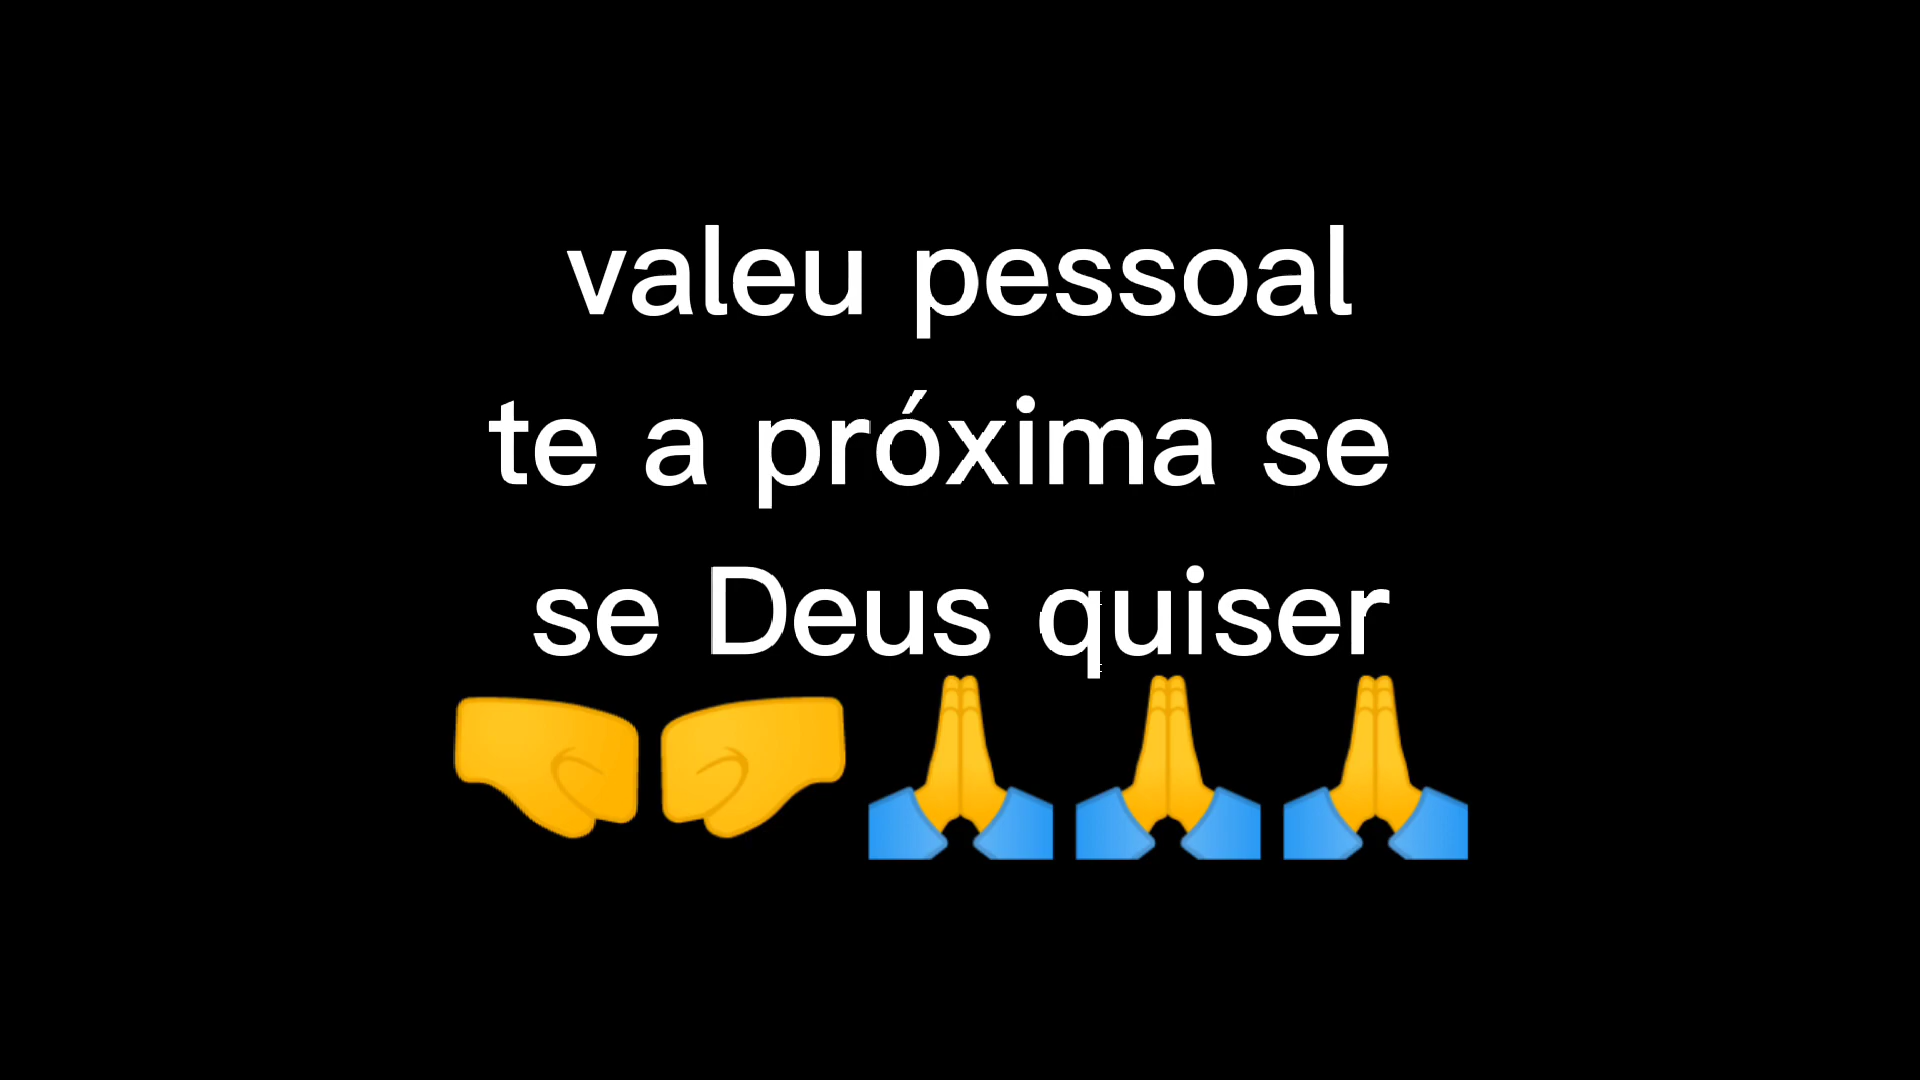 valeu pessoal
te a próxima se
se Deus quiser
🤛🤜🙏🙏🙏